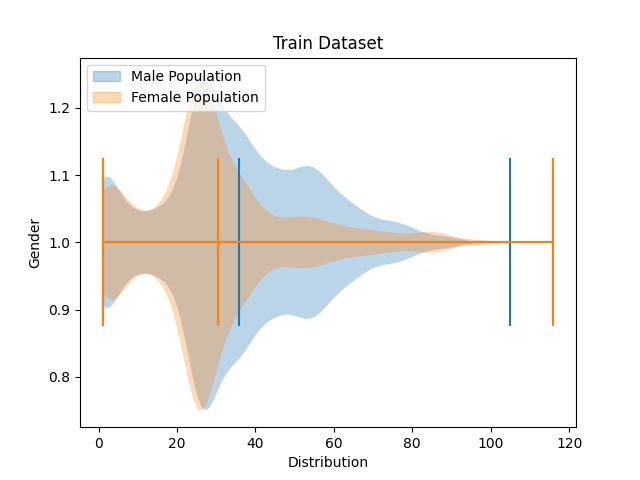 Train Dataset
Male Population
Female Population
1.2
1.1
1.0
0.9
0.8
Gender
0
20
40
60
80
100
120
Distribution